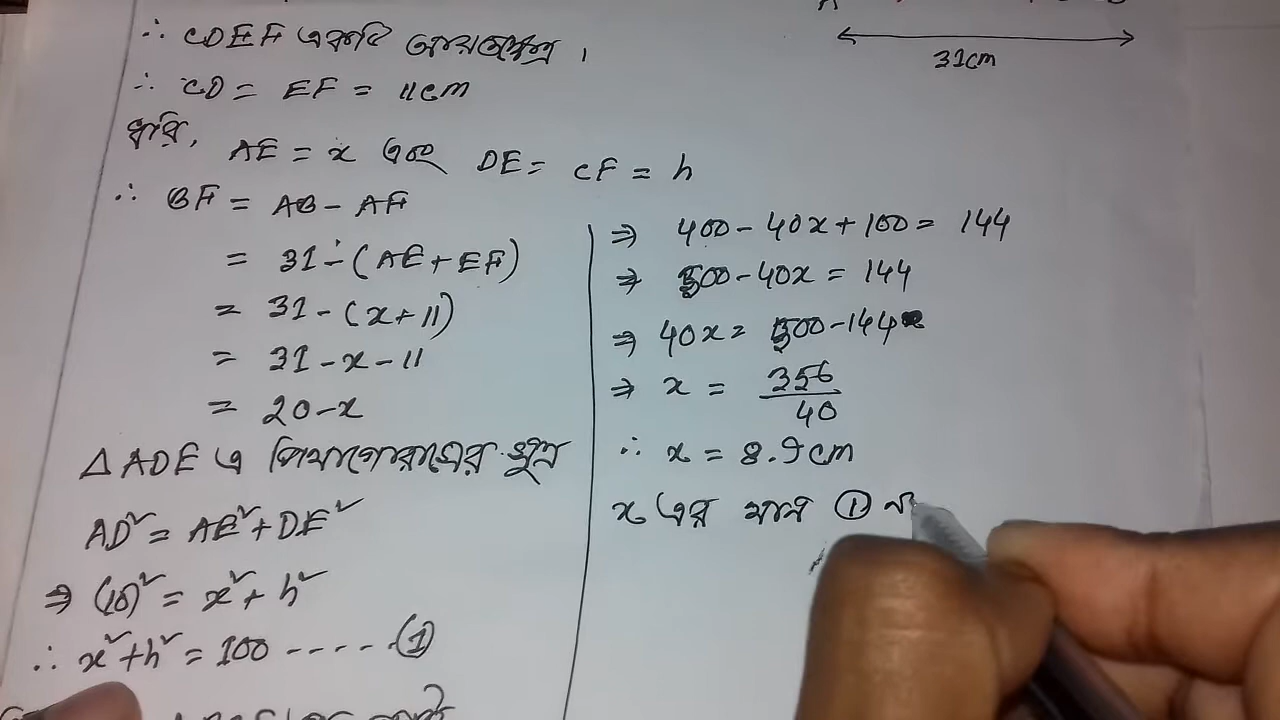 31cm
∴ CDEF একটি আয়তক্ষেত্র ।
∴ CD = EF = 11cm
ধরি, AE = x এবং DE = CF = h
∴ BF = AB - AF
= 31 - (AE + EF)
= 31 - (x + 11)
= 31 - x - 11
= 20 - x
△ ADE এ পিথাগোরাসের সূত্র
AD² = AE² + DE²
⇒ (10)² = x² + h²
∴ x² + h² = 100 ----- (1)
⇒ 400 - 40x + 100 = 144
⇒ 500 - 40x = 144
⇒ 40x = 500 - 144
⇒ x = 356/40
∴ x = 8.9 cm
x এর মান ① ন